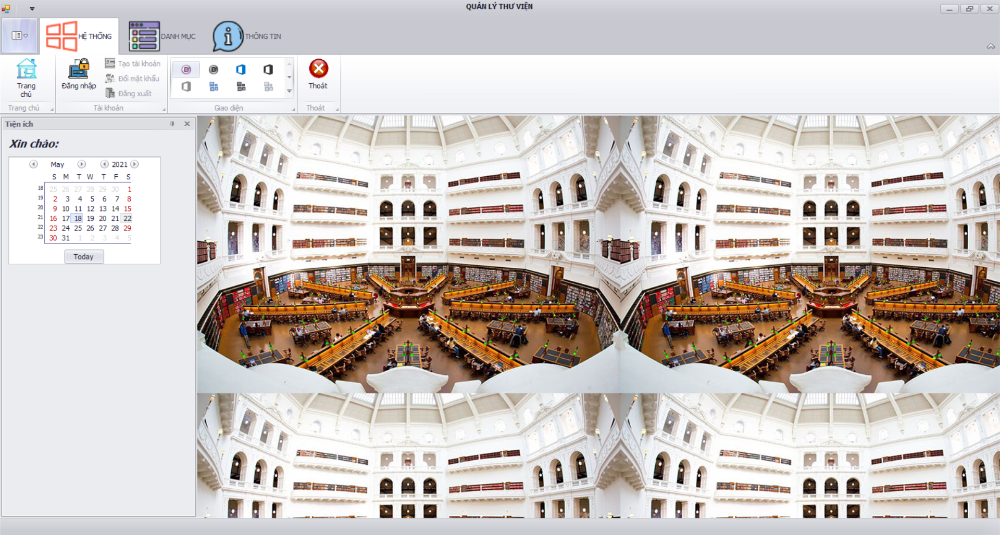 QUẢN LÝ THƯ VIỆN
HỆ THỐNG
DANH MỤC
THÔNG TIN
Trang chủ
Đăng nhập
Tạo tài khoản
Đổi mật khẩu
Đăng xuất
Thoát
Trang chủ
Tài khoản
Giao diện
Thoát
Tiện ích
Xin chào:
May 2021
S M T W T F S
18 25 26 27 28 29 30 1
19 2 3 4 5 6 7 8
20 9 10 11 12 13 14 15
21 16 17 18 19 20 21 22
22 23 24 25 26 27 28 29
23 30 31 1 2 3 4 5
Today